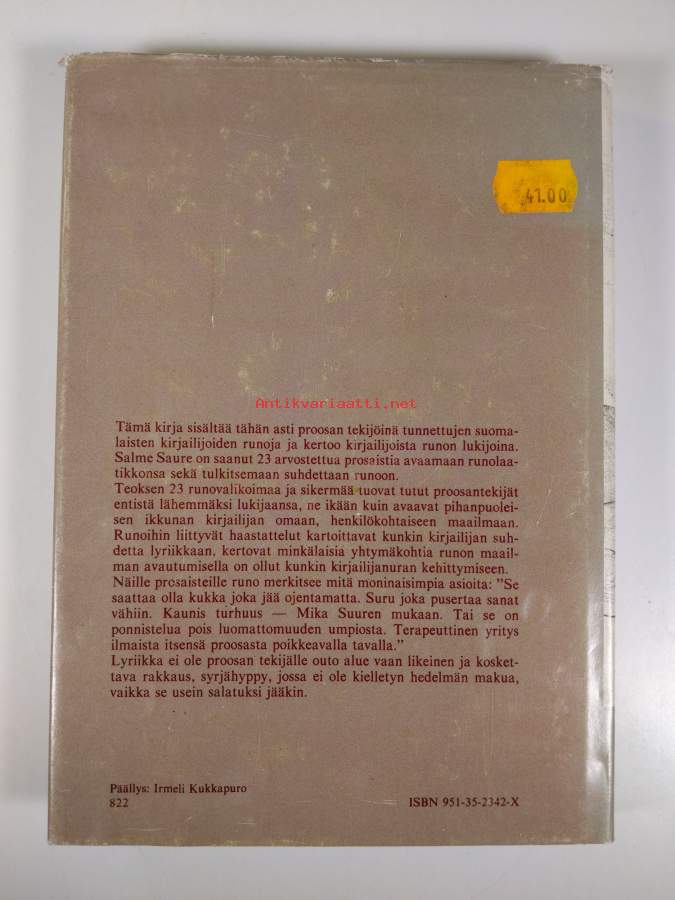 41.00
Antikvariaatti.net
Tämä kirja sisältää tähän asti proosan tekijöinä tunnettujen suoma-
laisten kirjailijoiden runoja ja kertoo kirjailijoista runon lukijoina.
Salme Saure on saanut 23 arvostettua prosaistia avaamaan runolaa-
tikkonsa sekä tulkitsemaan suhdettaan runoon.
Teoksen 23 runovalikoimaa ja sikermää tuovat tutut proosantekijät
entistä lähemmäksi lukijaansa, ne ikään kuin avaavat pihanpuolei-
sen ikkunan kirjailijan omaan, henkilökohtaiseen maailmaan.
Runoihin liittyvät haastattelut kartoittavat kunkin kirjailijan suh-
detta lyriikkaan, kertovat minkälaisia yhtymäkohtia runon maail-
man avautumisella on ollut kunkin kirjailijanuran kehittymiseen.
Näille prosaisteille runo merkitsee mitä moninaisimpia asioita: ”Se
saattaa olla kukka joka jää ojentamatta. Suru joka pusertaa sanat
vähiin. Kaunis turhuus — Mika Suuren mukaan. Tai se on
ponnistelua pois luomattomuuden umpiosta. Terapeuttinen yritys
ilmaista itsensä proosasta poikkeavalla tavalla.”
Lyriikka ei ole proosan tekijälle outo alue vaan likeinen ja kosket-
tava rakkaus, syrjähyppy, jossa ei ole kielletyn hedelmän makua,
vaikka se usein salatuksi jääkin.
Päällys: Irmeli Kukkapuro
822
ISBN 951-35-2342-X